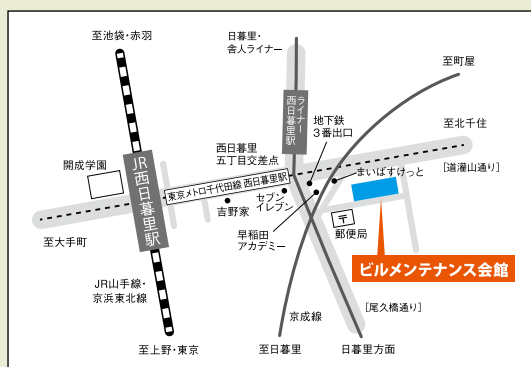 至池袋・赤羽
日暮里・
舎人ライナー
至町屋
ライナー
西日暮里駅
地下鉄
3番出口
至北千住
西日暮里
五丁目交差点
開成学園
JR西日暮里駅
東京メトロ千代田線 西日暮里駅
まいばすけっと
[道灌山通り]
セブン
イレブン
吉野家
早稲田
アカデミー
〒
郵便局
至大手町
ビルメンテナンス会館
JR山手線・
京浜東北線
[尾久橋通り]
京成線
至上野・東京
至日暮里
日暮里方面